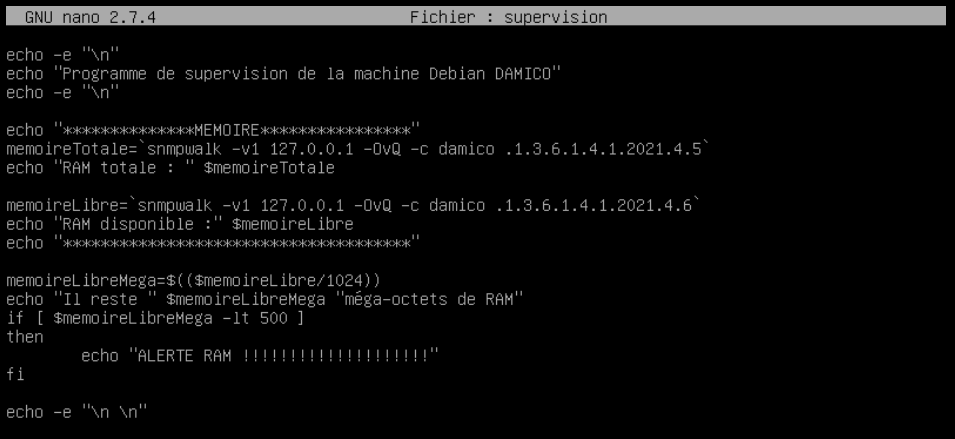 GNU nano 2.7.4 Fichier : supervision
echo -e "\n"
echo "Programme de supervision de la machine Debian DAMICO"
echo -e "\n"
echo "**************MEMOIRE****************"
memoireTotale=`snmpwalk -v1 127.0.0.1 -OvQ -c damico .1.3.6.1.4.1.2021.4.5`
echo "RAM totale : " $memoireTotale
memoireLibre=`snmpwalk -v1 127.0.0.1 -OvQ -c damico .1.3.6.1.4.1.2021.4.6`
echo "RAM disponible :" $memoireLibre
echo "*************************************"
memoireLibreMega=$(($memoireLibre/1024))
echo "Il reste " $memoireLibreMega "méga-octets de RAM"
if [ $memoireLibreMega -lt 500 ]
then
echo "ALERTE RAM !!!!!!!!!!!!!!!!!!!!"
fi
echo -e "\n \n"